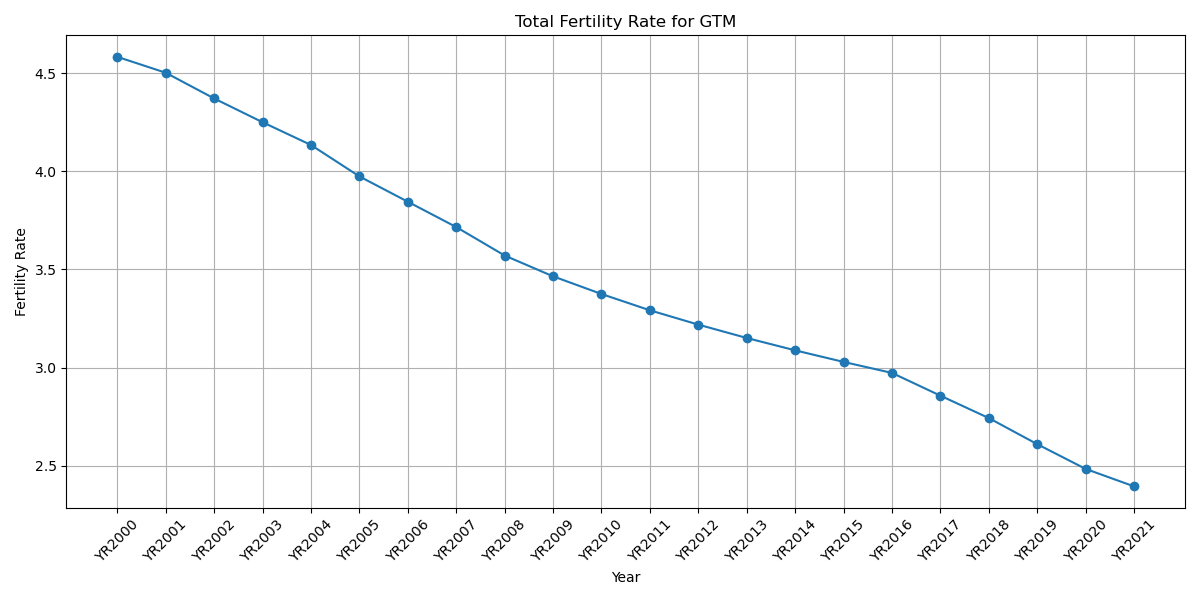 Total Fertility Rate for GTM
4.5
4.0
3.5
3.0
2.5
Fertility Rate
YR2000
YR2001
YR2002
YR2003
YR2004
YR2005
YR2006
YR2007
YR2008
YR2009
YR2010
YR2011
YR2012
YR2013
YR2014
YR2015
YR2016
YR2017
YR2018
YR2019
YR2020
YR2021
Year